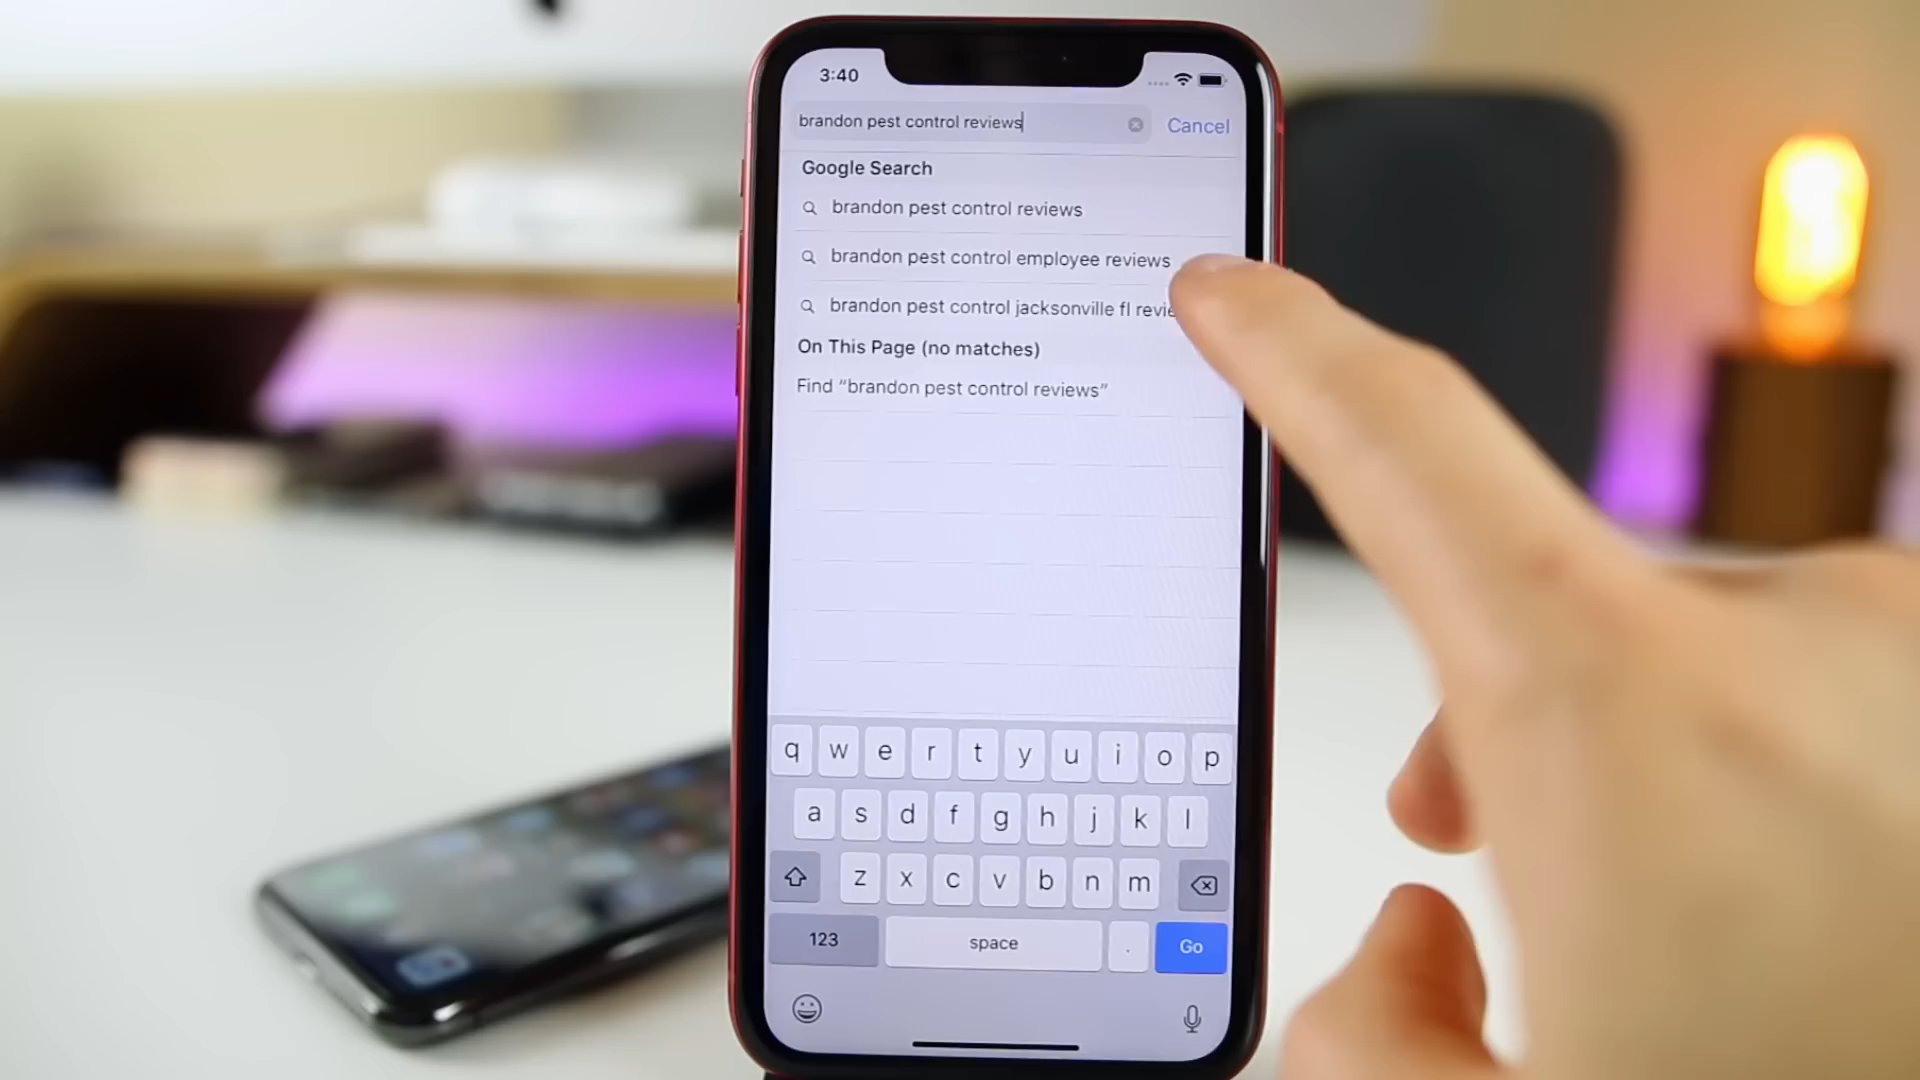 3:40
brandon pest control reviews
Cancel
Google Search
brandon pest control reviews
brandon pest control employee reviews
brandon pest control jacksonville fl revie
On This Page (no matches)
Find “brandon pest control reviews”
q w e r t y u i o p
a s d f g h j k l
z x c v b n m
123 space . Go